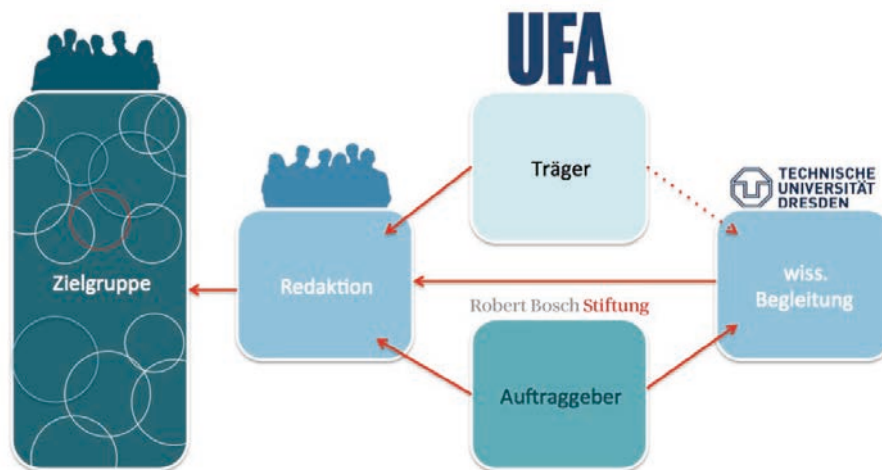 UFA
Träger
TECHNISCHE
UNIVERSITÄT
DRESDEN
Zielgruppe
Redaktion
wiss.
Begleitung
Robert Bosch Stiftung
Auftraggeber